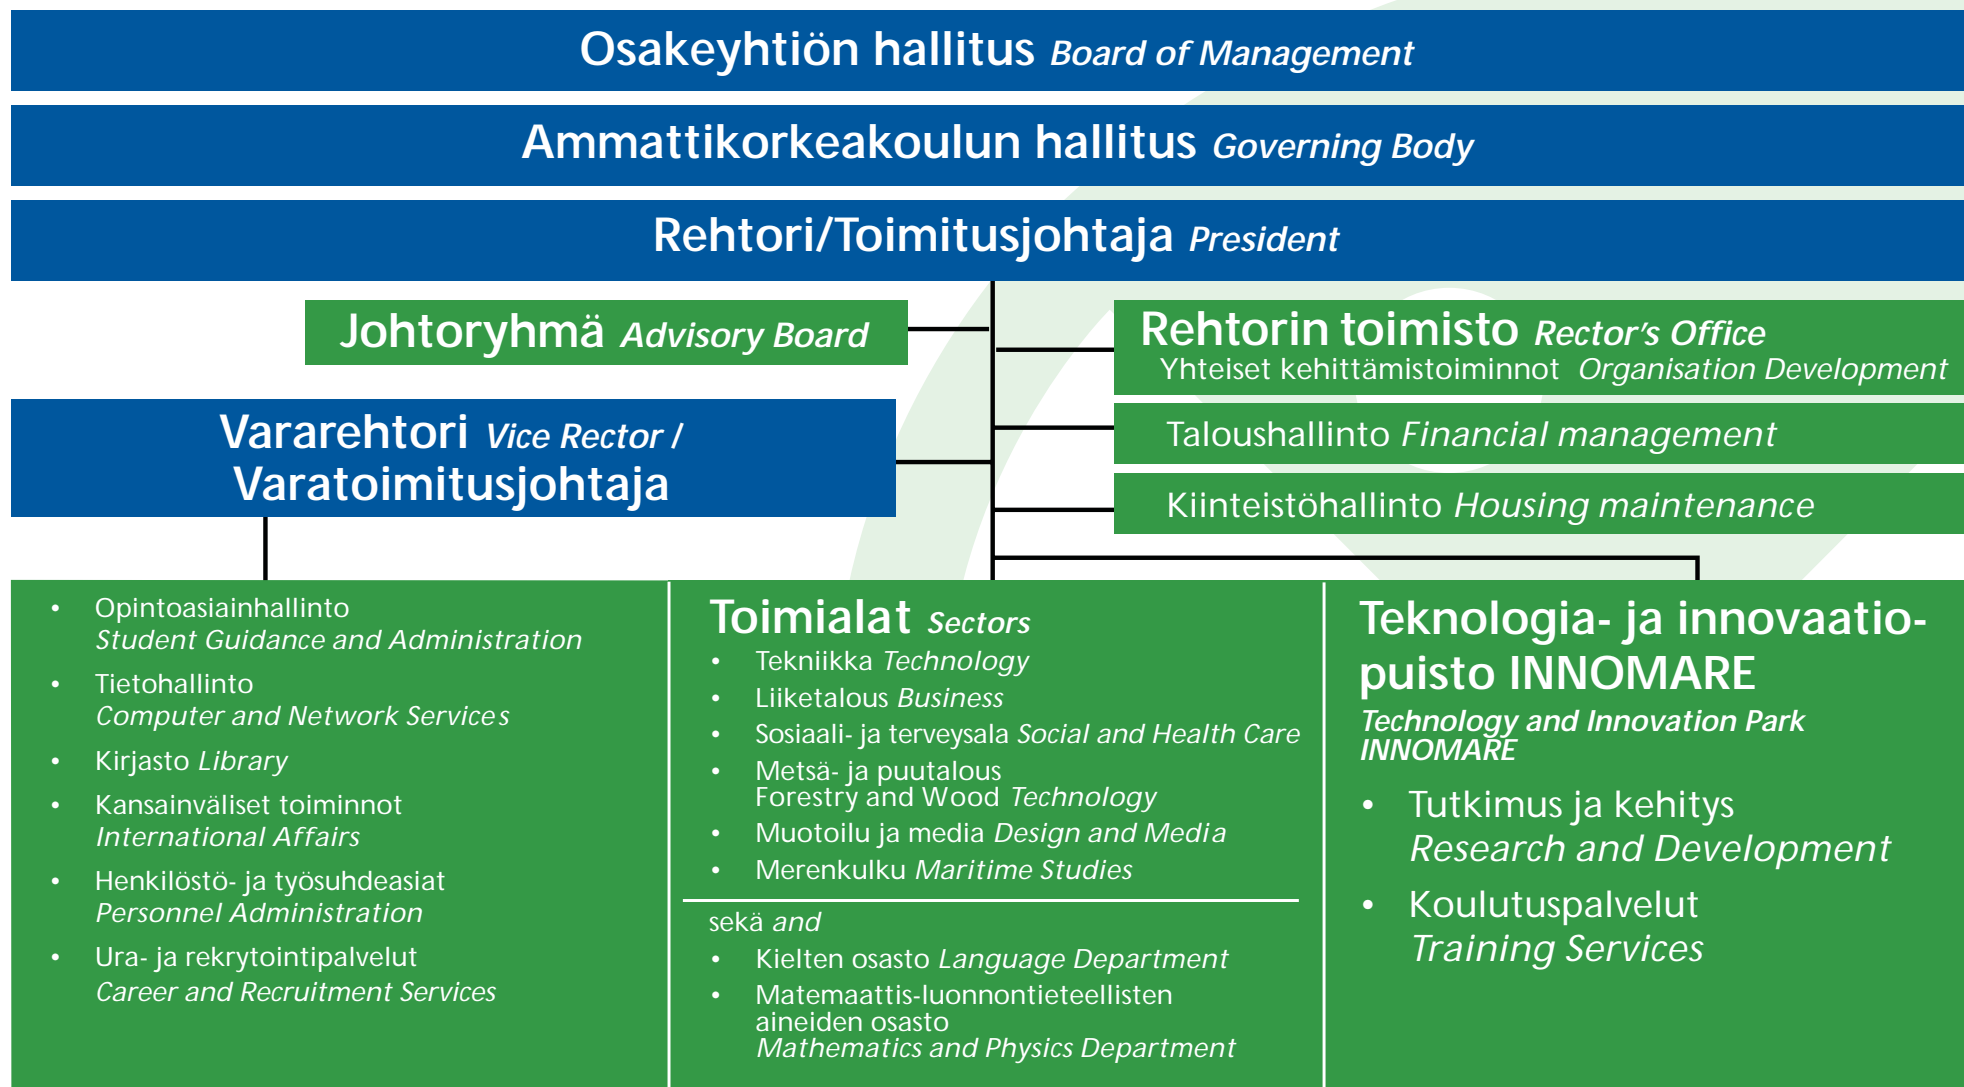 Osakeyhtiön hallitus Board of Management
Ammattikorkeakoulun hallitus Governing Body
Rehtori/Toimitusjohtaja President
Johtoryhmä Advisory Board
Rehtorin toimisto Rector's Office
Yhteiset kehittämistoiminnot Organisation Development
Vararehtori Vice Rector /
Varatoimitusjohtaja
Taloushallinto Financial management
Kiinteistöhallinto Housing maintenance
• Opintoasiainhallinto
Student Guidance and Administration
• Tietohallinto
Computer and Network Services
• Kirjasto Library
• Kansainväliset toiminnot
International Affairs
• Henkilöstö- ja työsuhdeasiat
Personnel Administration
• Ura- ja rekrytointipalvelut
Career and Recruitment Services
Toimialat Sectors
• Tekniikka Technology
• Liiketalous Business
• Sosiaali- ja terveysala Social and Health Care
• Metsä- ja puutalous
Forestry and Wood Technology
• Muotoilu ja media Design and Media
• Merenkulku Maritime Studies
sekä and
• Kielten osasto Language Department
• Matemaattis-luonnontieteellisten
aineiden osasto
Mathematics and Physics Department
Teknologia- ja innovaatio-
puisto INNOMARE
Technology and Innovation Park
INNOMARE
• Tutkimus ja kehitys
Research and Development
• Koulutuspalvelut
Training Services